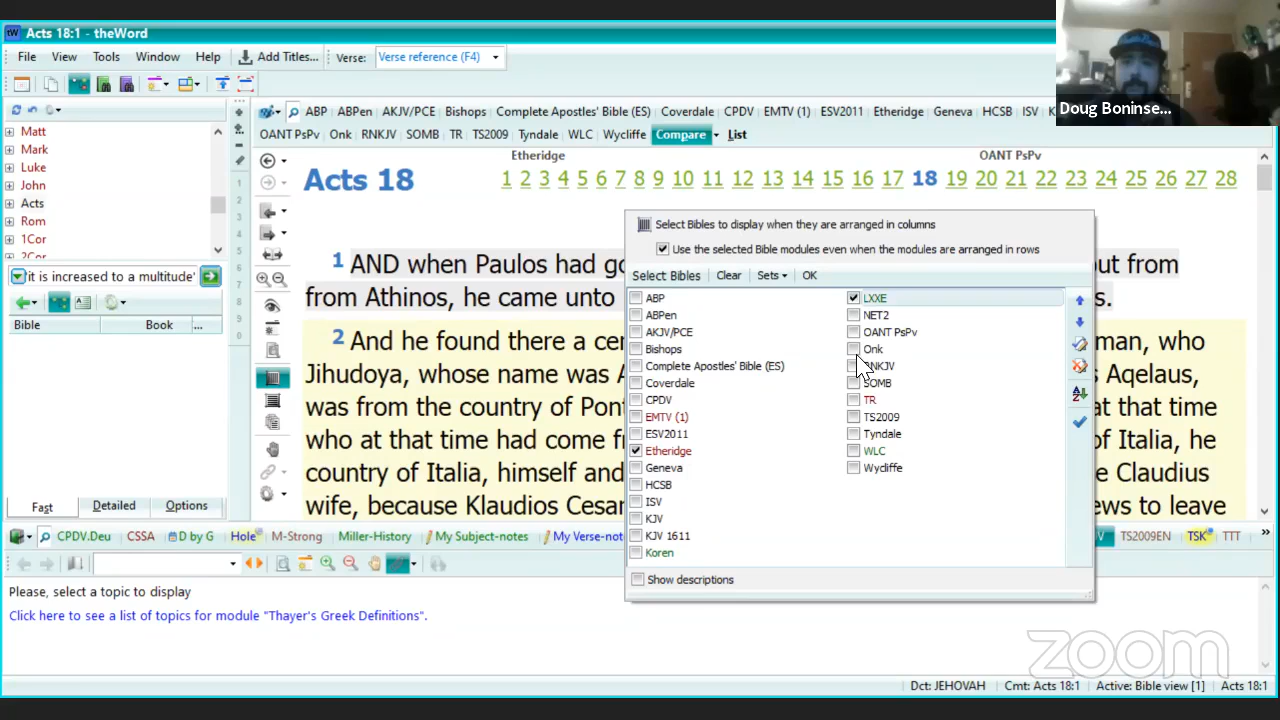 Acts 18:1 - theWord
File View Tools Window Help Add Titles... Verse: Verse reference (F4)
ABP ABPen AKJV/PCE Bishops Complete Apostles' Bible (ES) Coverdale CPDV EMTV (1) ESV2011 Etheridge Geneva HCSB ISV
OANT PsPv Onk RNKJV SOMB TR TS2009 Tyndale WLC Wycliffe Compare List
Doug Boninse...
Matt
Mark
Luke
John
Acts
Rom
1Cor
2Cor
it is increased to a multitude'
Bible Book ...
Fast Detailed Options
Etheridge OANT PsPv
Acts 18 1 2 3 4 5 6 7 8 9 10 11 12 13 14 15 16 17 18 19 20 21 22 23 24 25 26 27 28
1 AND when Paulos had go out from
from Athinos, he came unto s.
2 And he found there a cer man, who
Jihudoya, whose name was A Aqelaus,
was from the country of Pont at that time
who at that time had come f of Italia, he
country of Italia, himself and Claudius
wife, because Klaudios Cesar ews to leave
Select Bibles to display when they are arranged in columns
Use the selected Bible modules even when the modules are arranged in rows
Select Bibles Clear Sets OK
ABP LXXE
ABPen NET2
AKJV/PCE OANT PsPv
Bishops Onk
Complete Apostles' Bible (ES) RNKJV
Coverdale SOMB
CPDV TR
EMTV (1) TS2009
ESV2011 Tyndale
Etheridge WLC
Geneva Wycliffe
HCSB
ISV
KJV
KJV 1611
Koren
Show descriptions
CPDV.Deu CSSA D by G Hole M-Strong Miller-History My Subject-notes My Verse-note TS2009EN TSK TTT
Please, select a topic to display
Click here to see a list of topics for module "Thayer's Greek Definitions".
zoom
Dct: JEHOVAH Cmt: Acts 18:1 Active: Bible view [1] Acts 18:1